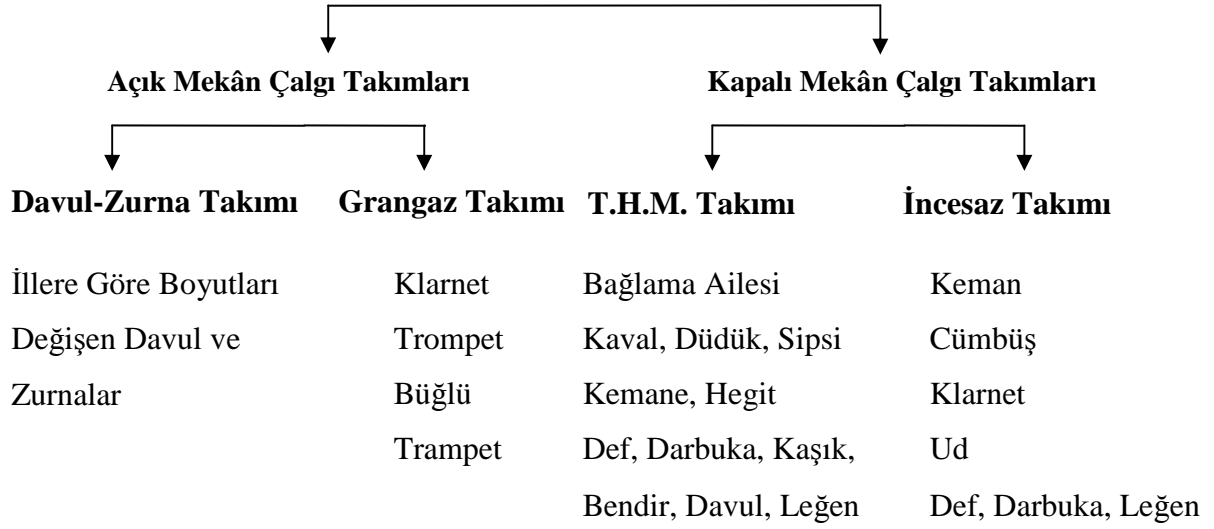 Açık Mekân Çalgı Takımları
Kapalı Mekân Çalgı Takımları
Davul-Zurna Takımı
Grangaz Takımı
T.H.M. Takımı
İncesaz Takımı
İllere Göre Boyutları
Değişen Davul ve
Zurnalar
Klarnet
Trompet
Büğlü
Trampet
Bağlama Ailesi
Kaval, Düdük, Sipsi
Kemane, Hegit
Def, Darbuka, Kaşık,
Bendir, Davul, Leğen
Keman
Cümbüş
Klarnet
Ud
Def, Darbuka, Leğen